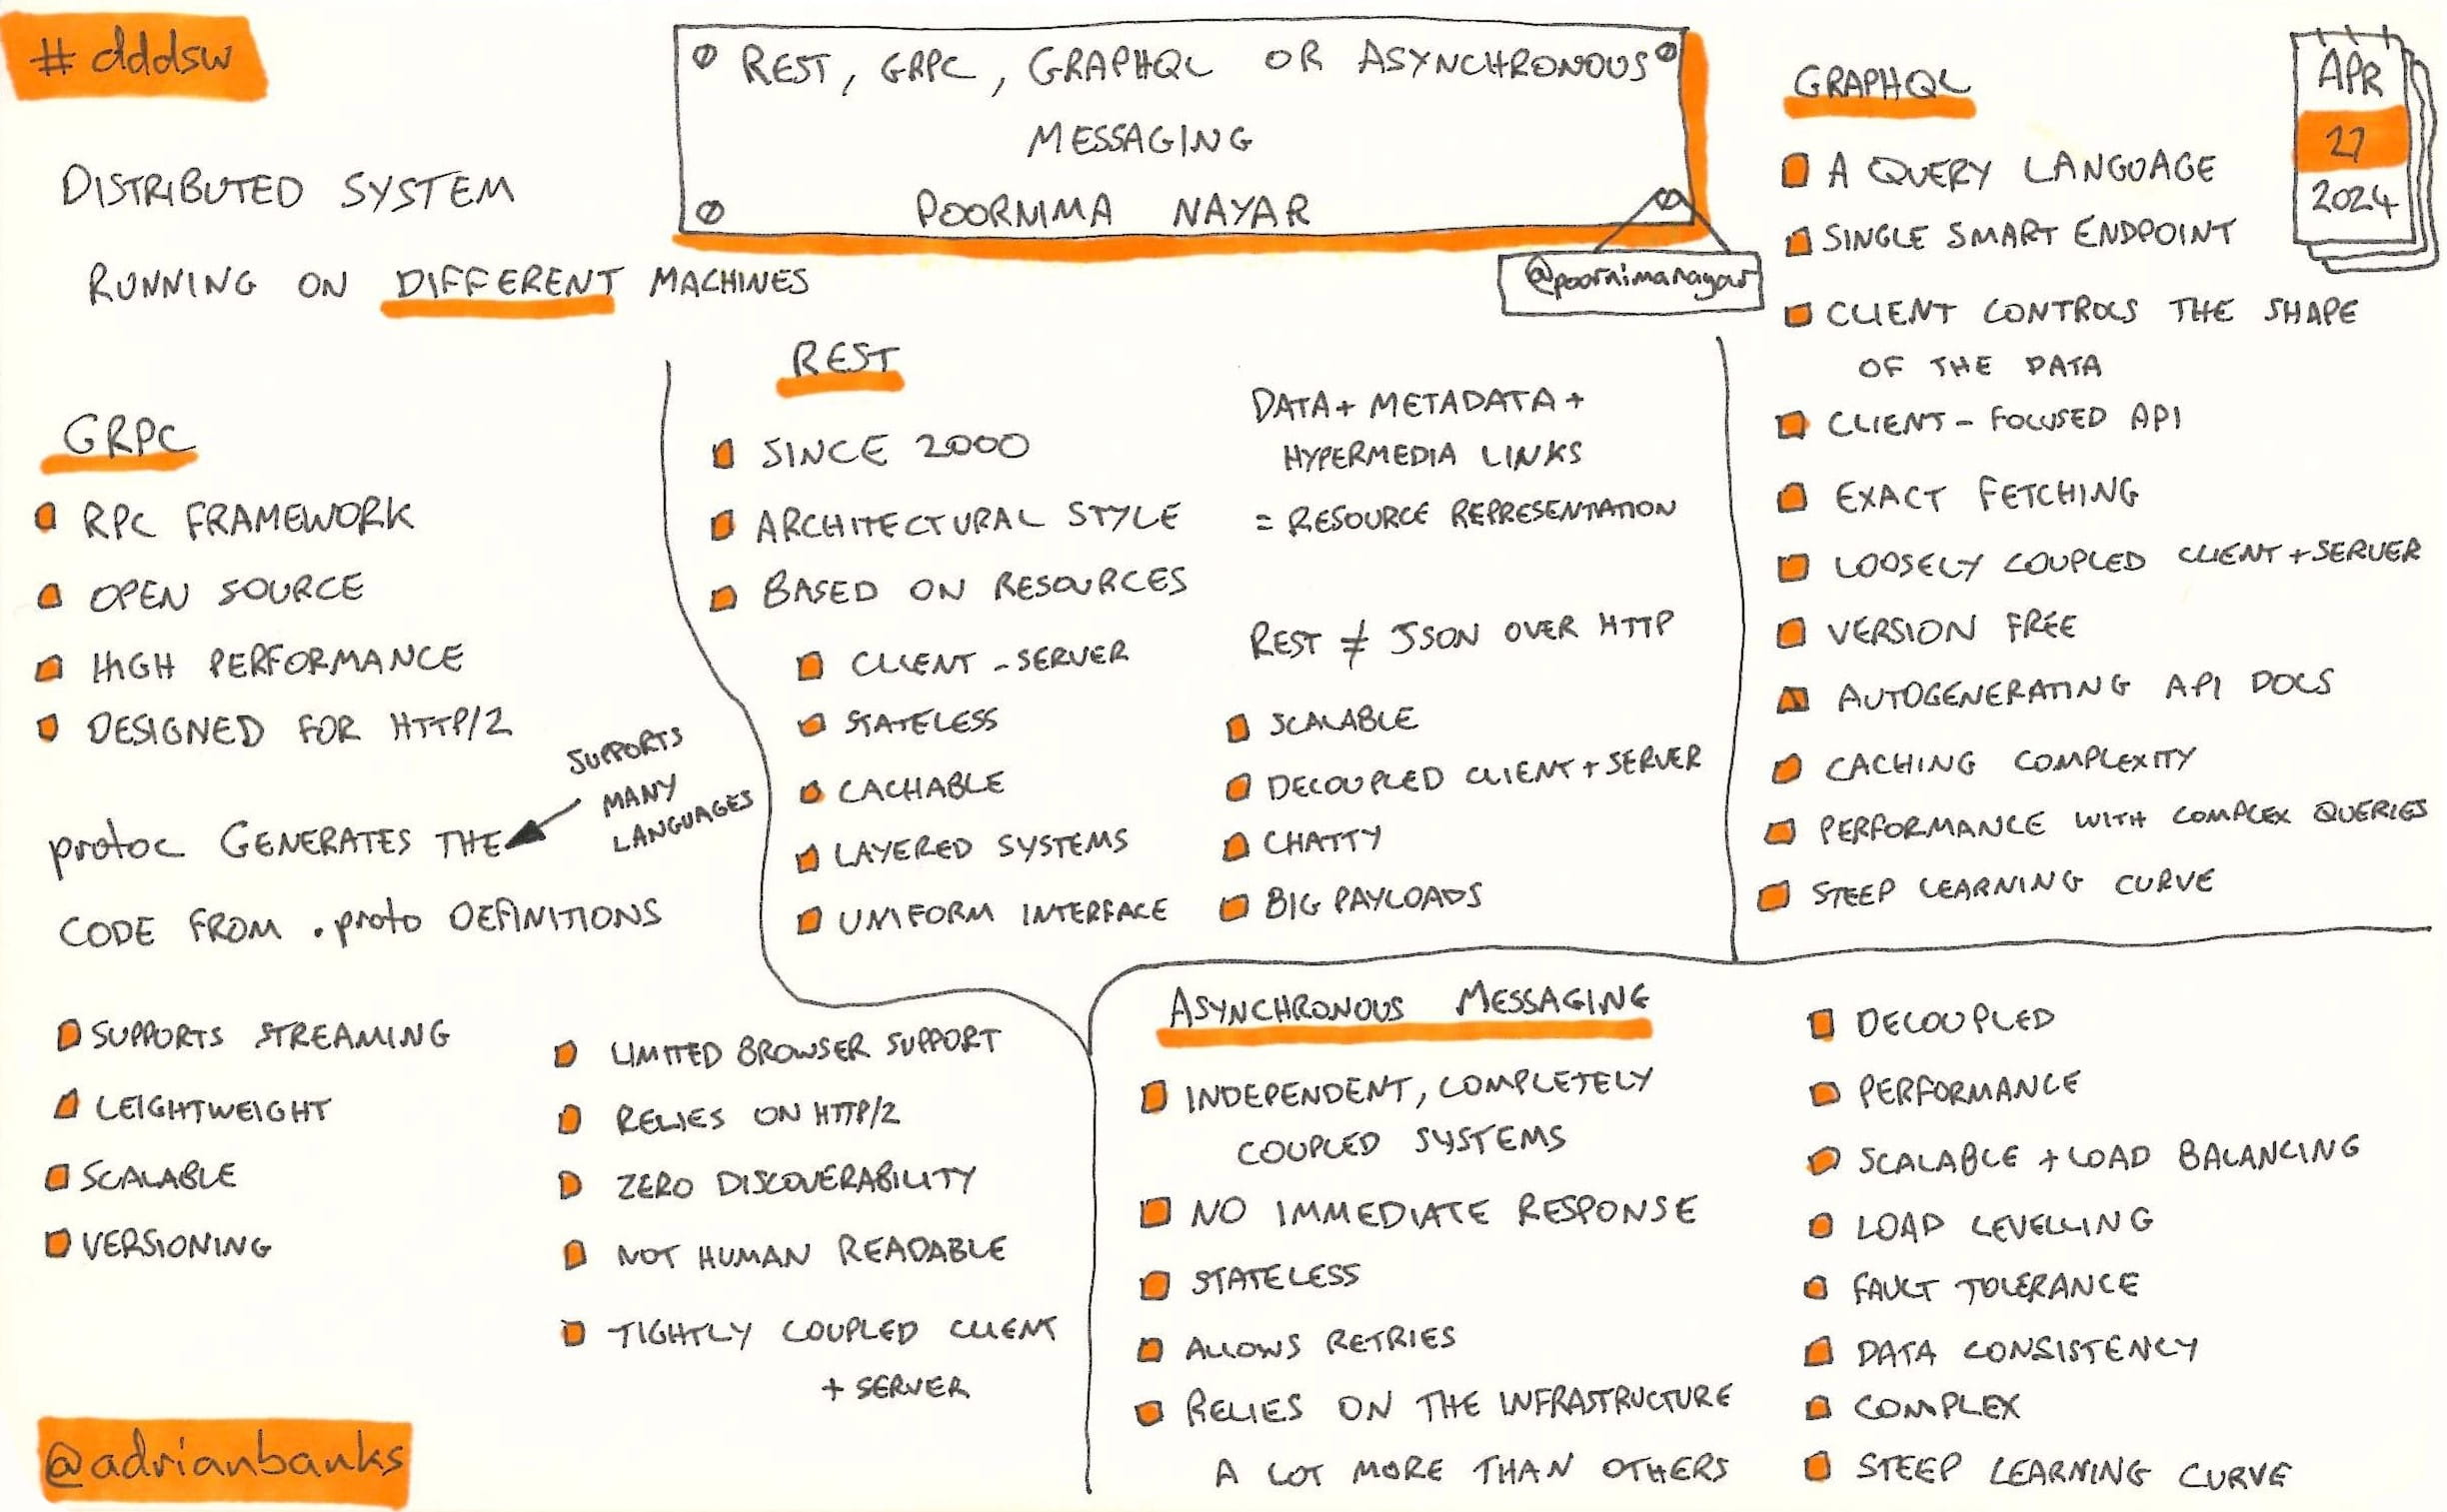 #dddsw
REST, GRPC, GRAPHQL OR ASYNCHRONOUS
MESSAGING
POORNIMA NAYAR
@poornimanayar
APR
27
2024
DISTRIBUTED SYSTEM
RUNNING ON DIFFERENT MACHINES
GRPC
RPC FRAMEWORK
OPEN SOURCE
HIGH PERFORMANCE
DESIGNED FOR HTTP/2
SUPPORTS
MANY
LANGUAGES
protoc GENERATES THE
CODE FROM .proto DEFINITIONS
SUPPORTS STREAMING
LEIGHTWEIGHT
SCALABLE
VERSIONING
LIMITED BROWSER SUPPORT
RELIES ON HTTP/2
ZERO DISCOVERABILITY
NOT HUMAN READABLE
TIGHTLY COUPLED CLIENT
+ SERVER
REST
SINCE 2000
ARCHITECTURAL STYLE
BASED ON RESOURCES
CLIENT-SERVER
STATELESS
CACHABLE
LAYERED SYSTEMS
UNIFORM INTERFACE
DATA + METADATA +
HYPERMEDIA LINKS
= RESOURCE REPRESENTATION
REST ≠ JSON OVER HTTP
SCALABLE
DECOUPLED CLIENT + SERVER
CHATTY
BIG PAYLOADS
GRAPHQL
A QUERY LANGUAGE
SINGLE SMART ENDPOINT
CLIENT CONTROLS THE SHAPE
OF THE DATA
CLIENT-FOCUSED API
EXACT FETCHING
LOOSELY COUPLED CLIENT + SERVER
VERSION FREE
AUTOGENERATING API DOCS
CACHING COMPLEXITY
PERFORMANCE WITH COMPLEX QUERIES
STEEP LEARNING CURVE
ASYNCHRONOUS MESSAGING
INDEPENDENT, COMPLETELY
COUPLED SYSTEMS
NO IMMEDIATE RESPONSE
STATELESS
ALLOWS RETRIES
RELIES ON THE INFRASTRUCTURE
A LOT MORE THAN OTHERS
DECOUPLED
PERFORMANCE
SCALABLE + LOAD BALANCING
LOAD LEVELLING
FAULT TOLERANCE
DATA CONSISTENCY
COMPLEX
STEEP LEARNING CURVE
@adrianbanks